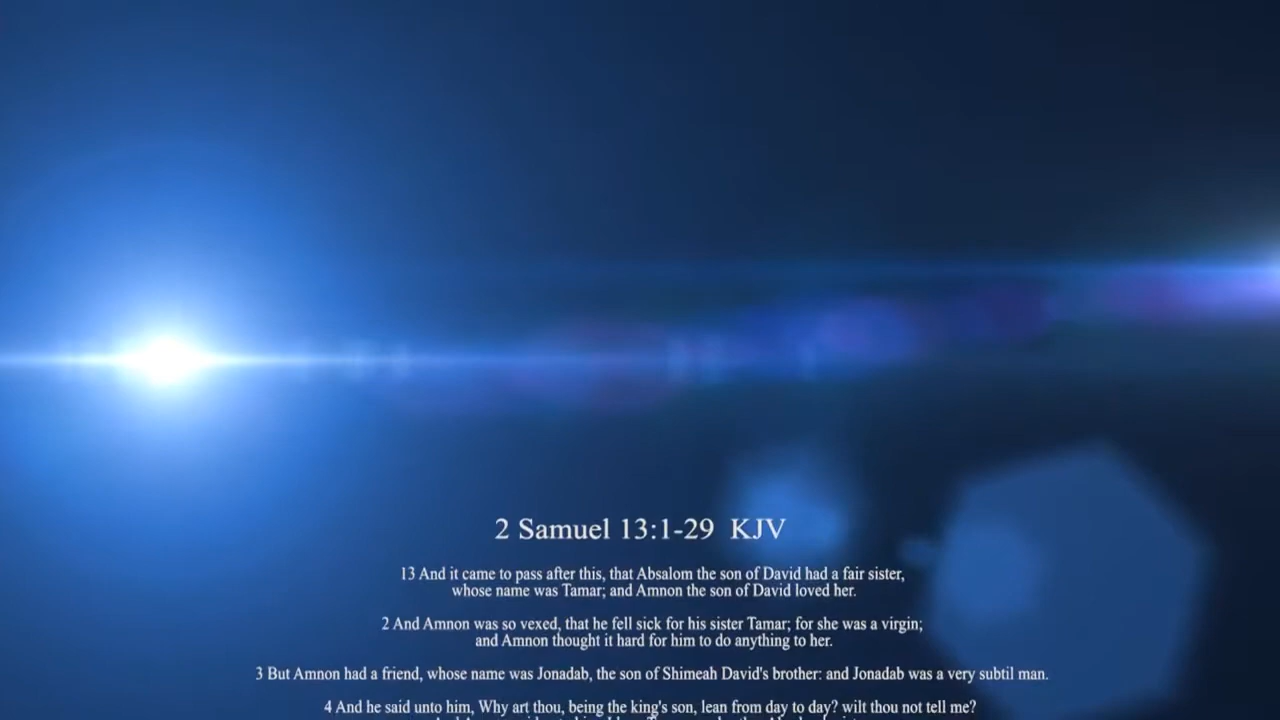 2 Samuel 13:1-29 KJV
13 And it came to pass after this, that Absalom the son of David had a fair sister,
whose name was Tamar; and Amnon the son of David loved her.
2 And Amnon was so vexed, that he fell sick for his sister Tamar; for she was a virgin;
and Amnon thought it hard for him to do anything to her.
3 But Amnon had a friend, whose name was Jonadab, the son of Shimeah David's brother: and Jonadab was a very subtil man.
4 And he said unto him, Why art thou, being the king's son, lean from day to day? wilt thou not tell me?